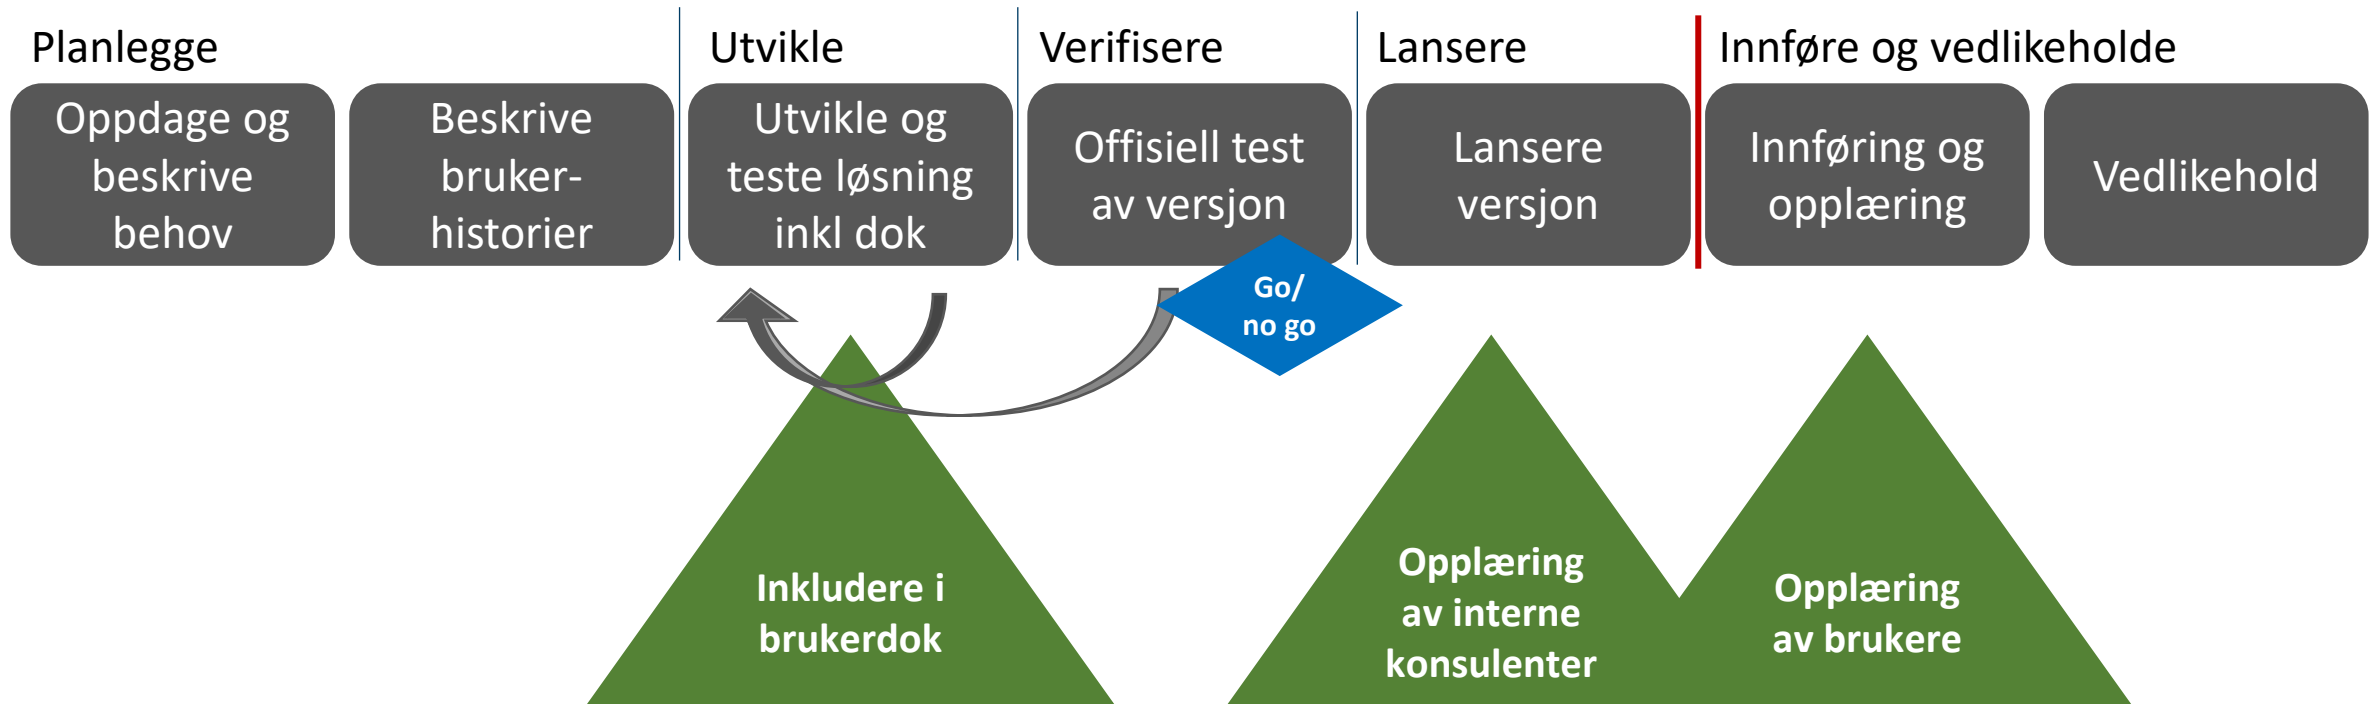 Planlegge
Utvikle
Verifisere
Lansere
Innføre og vedlikeholde
Oppdage og
beskrive
behov
Beskrive
bruker-
historier
Utvikle og
teste løsning
inkl dok
Offisiell test
av versjon
Lansere
versjon
Innføring og
opplæring
Vedlikehold
Go/
no go
Inkludere i
brukerdok
Opplæring
av interne
konsulenter
Opplæring
av brukere